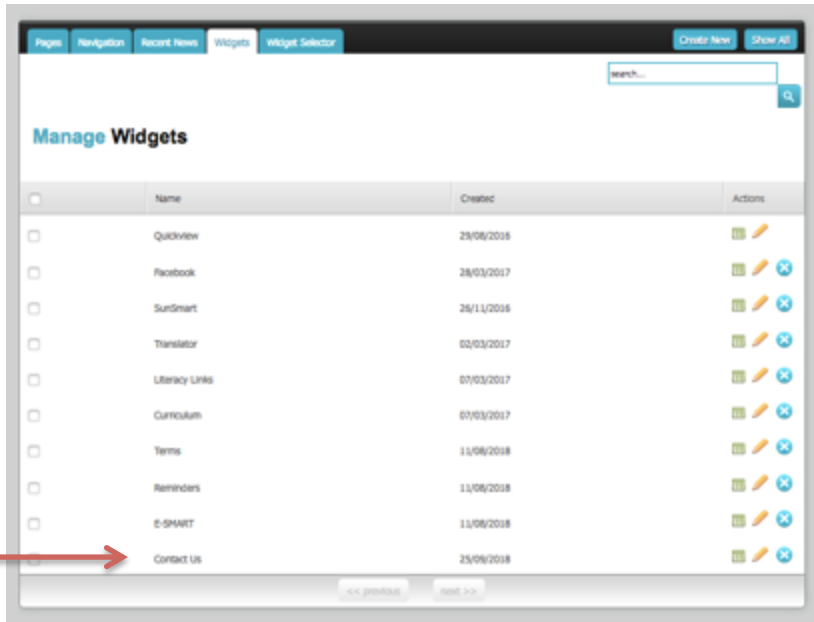 Pages Navigation Recent News Widgets Widget Selector Create New Show All
search...
Manage Widgets
Name Created Actions
Quickview 29/08/2016
Facebook 28/03/2017
SunSmart 26/11/2016
Translator 02/03/2017
Literacy Links 07/03/2017
Curriculum 07/03/2017
Terms 11/08/2018
Reminders 11/08/2018
E-SMART 11/08/2018
Contact Us 25/09/2018
<< previous next >>